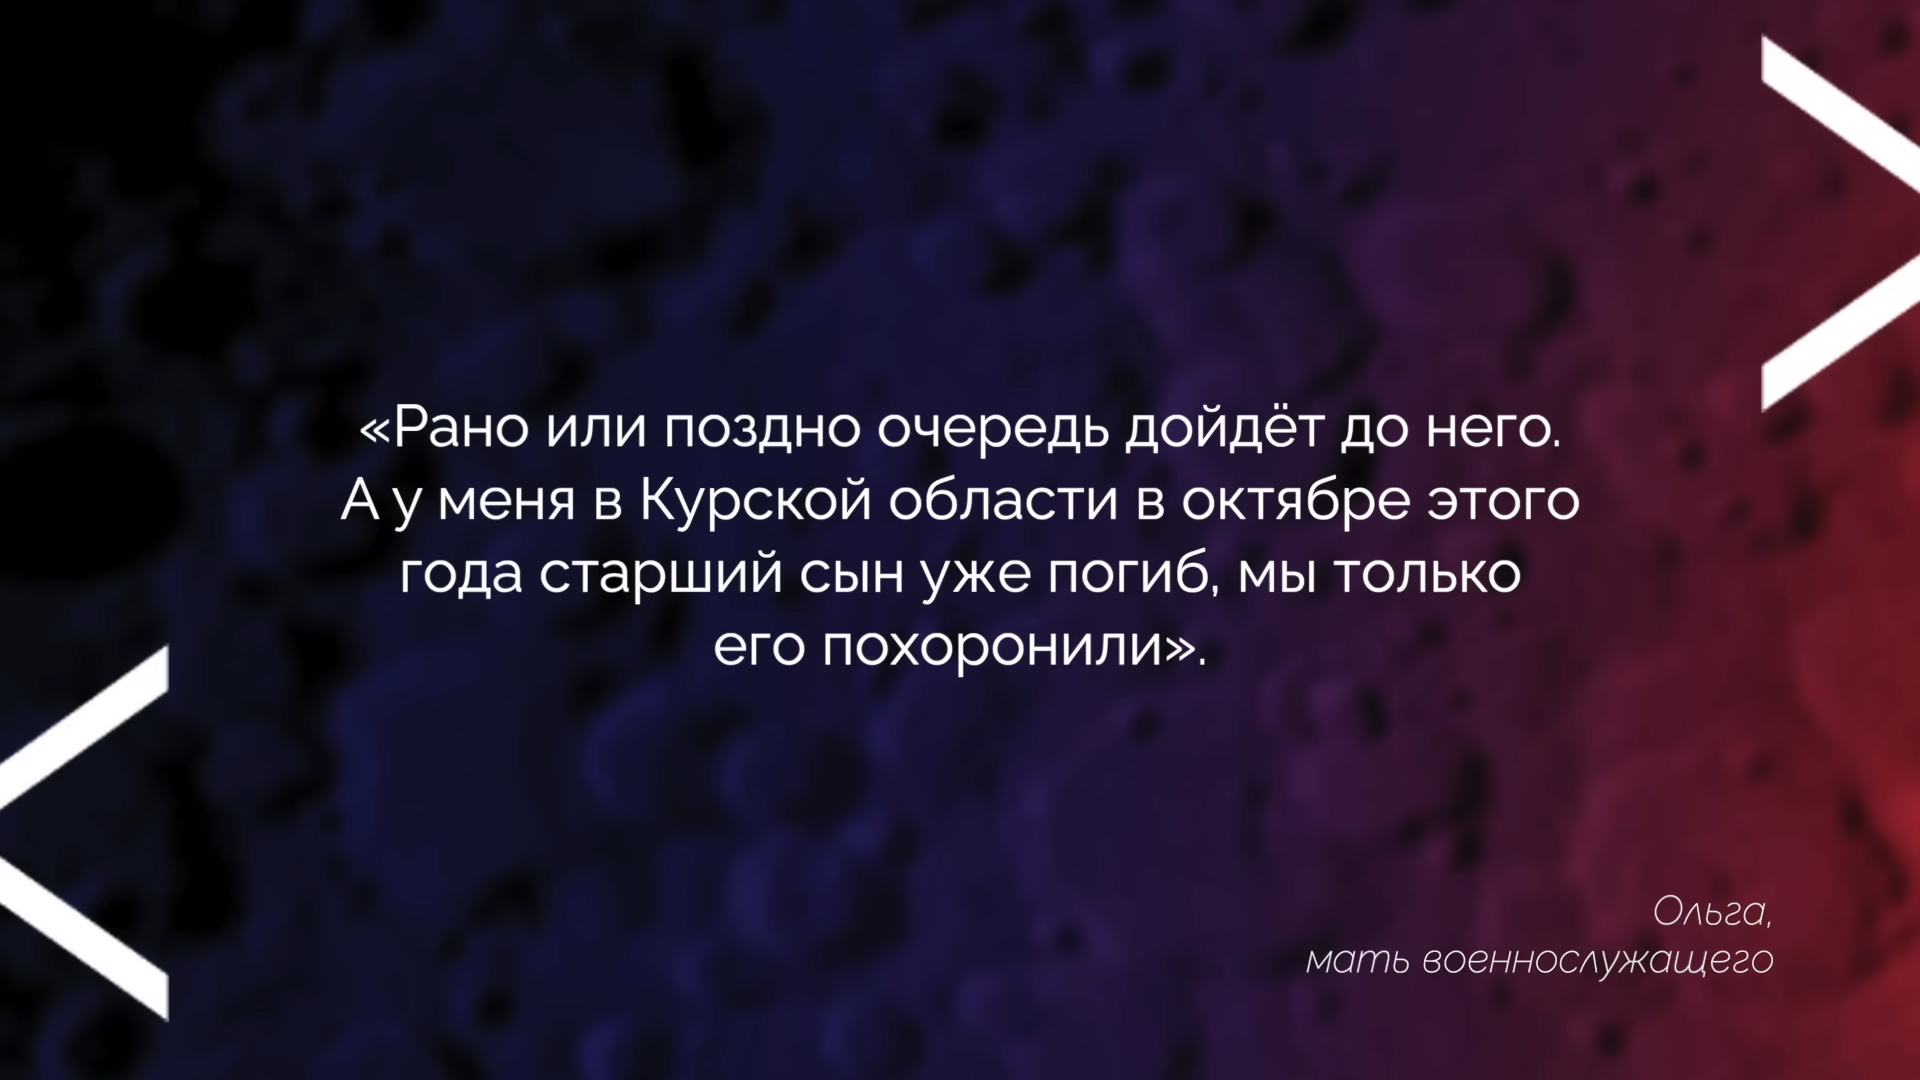 «Рано или поздно очередь дойдёт до него.
А у меня в Курской области в октябре этого
года старший сын уже погиб, мы только
его похоронили».
Ольга,
мать военнослужащего